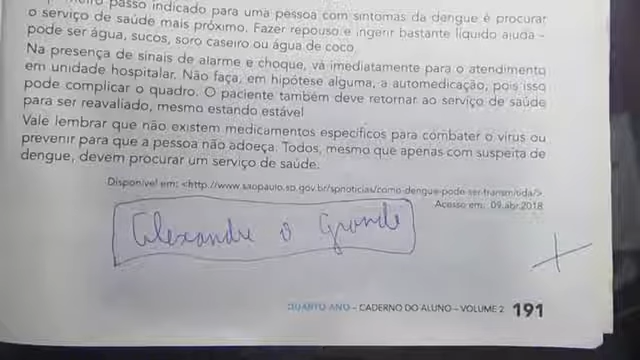 primeiro passo indicado para uma pessoa com sintomas da dengue é procurar
o serviço de saúde mais próximo. Fazer repouso e ingerir bastante líquido ajuda -
pode ser água, sucos, soro caseiro ou água de coco.
Na presença de sinais de alarme e choque, vá imediatamente para o atendimento
em unidade hospitalar. Não faça, em hipótese alguma, a automedicação, pois isso
pode complicar o quadro. O paciente também deve retornar ao serviço de saúde
para ser reavaliado, mesmo estando estável
Vale lembrar que não existem medicamentos específicos para combater o vírus ou
prevenir para que a pessoa não adoeça. Todos, mesmo que apenas com suspeita de
dengue, devem procurar um serviço de saúde.
Disponível em: <http://www.saopaulo.sp.gov.br/spnoticias/como-dengue-pode-ser-transmitida/>
Acesso em: 09.abr.2018
Alexandre o Grande
QUARTO ANO – CADERNO DO ALUNO – VOLUME 2 191